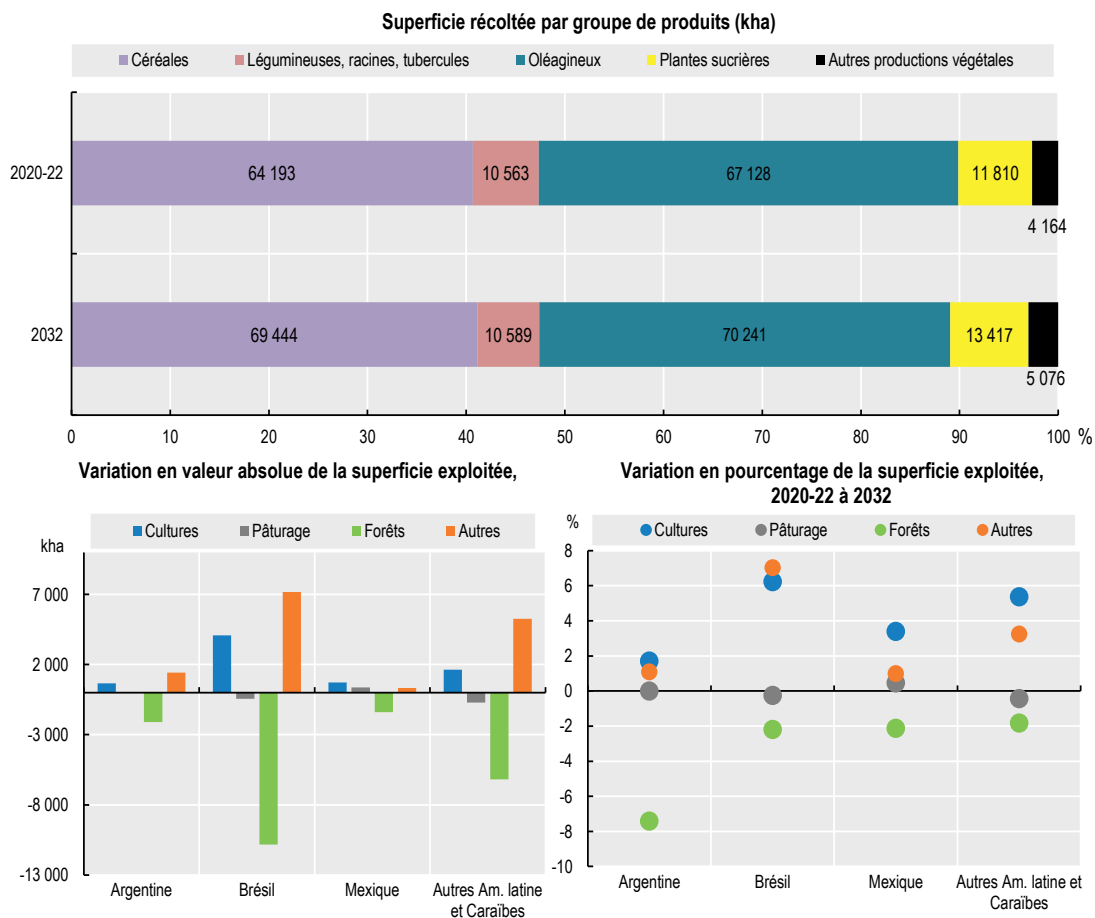 Superficie récoltée par groupe de produits (kha)
Céréales Légumineuses, racines, tubercules Oléagineux Plantes sucrières Autres productions végétales
2020-22 64 193 10 563 67 128 11 810
4 164
2032 69 444 10 589 70 241 13 417
5 076
0 10 20 30 40 50 60 70 80 90 100 %
Variation en valeur absolue de la superficie exploitée,
kha
Cultures Pâturage Forêts Autres
7 000
2 000
-3 000
-8 000
-13 000
Argentine Brésil Mexique Autres Am. latine
et Caraïbes
Variation en pourcentage de la superficie exploitée,
2020-22 à 2032
%
Cultures Pâturage Forêts Autres
8
6
4
2
0
-2
-4
-6
-8
-10
Argentine Brésil Mexique Autres Am. latine et
Caraïbes